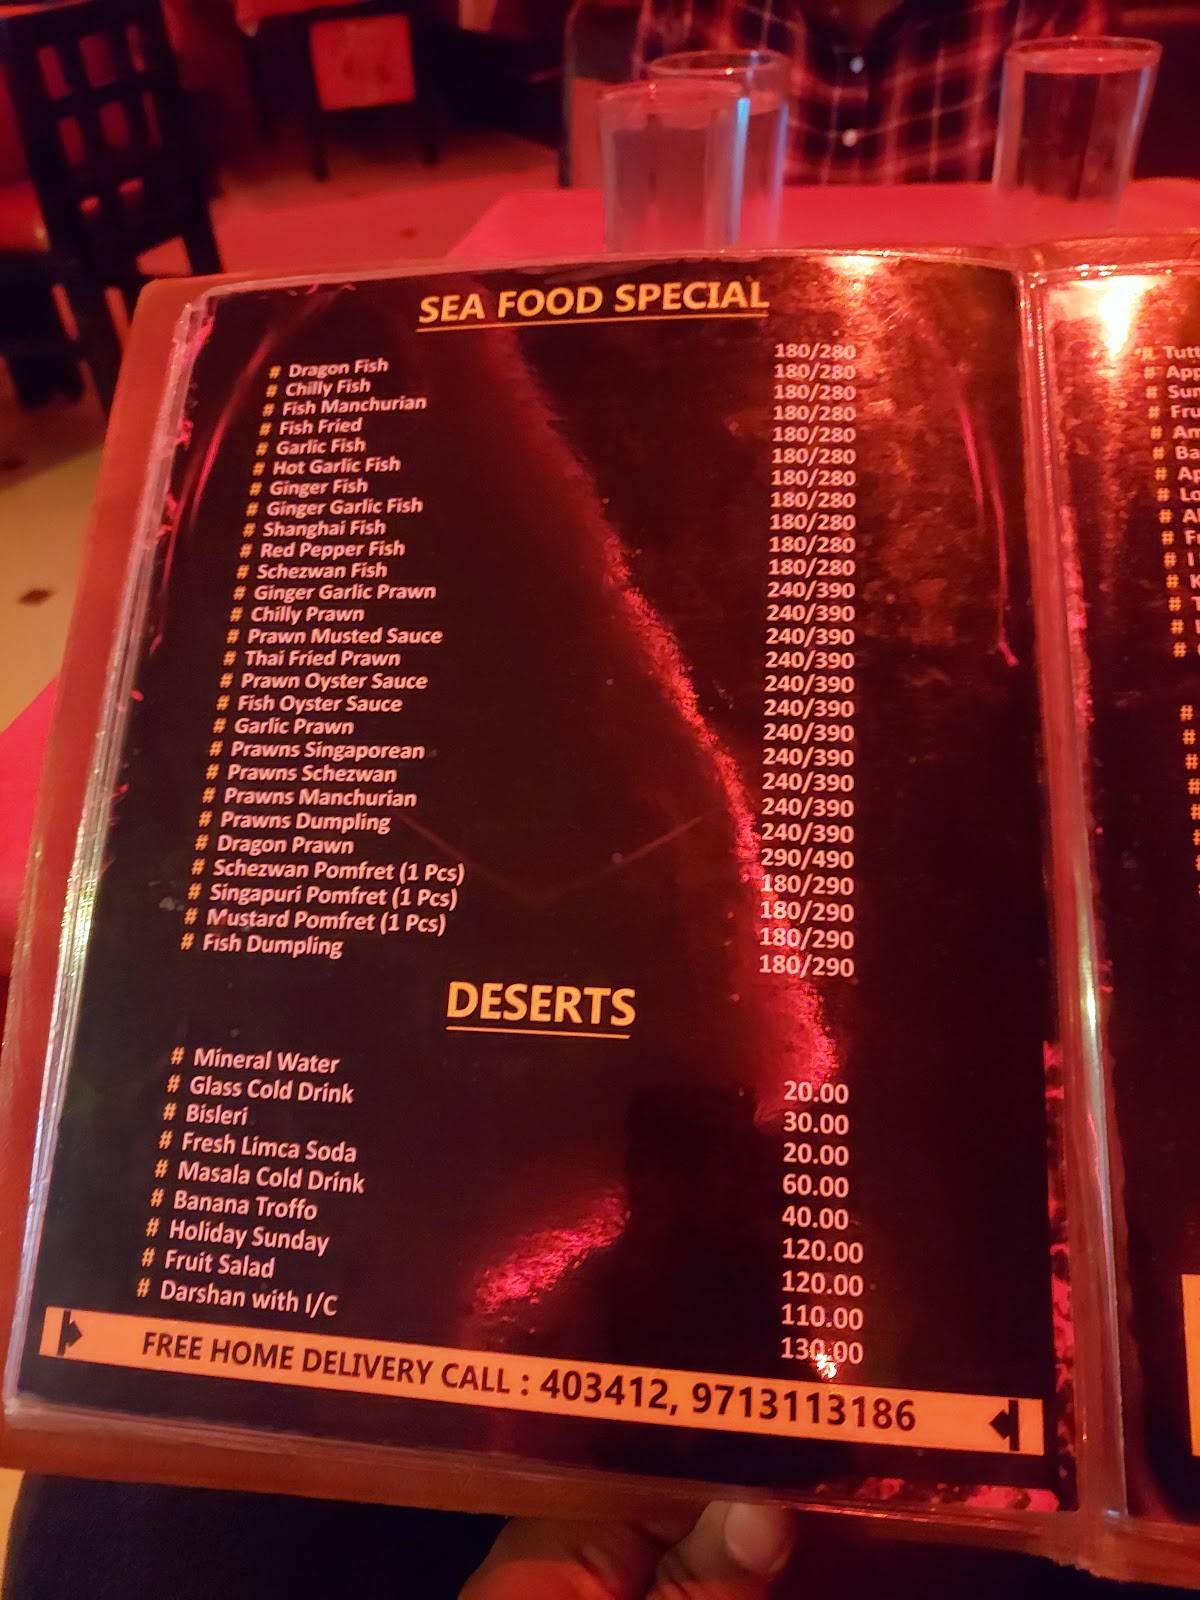 SEA FOOD SPECIAL
# Dragon Fish 180/280
# Chilly Fish 180/280
# Fish Manchurian 180/280
# Fish Fried 180/280
# Garlic Fish 180/280
# Hot Garlic Fish 180/280
# Ginger Fish 180/280
# Ginger Garlic Fish 180/280
# Shanghai Fish 180/280
# Red Pepper Fish 180/280
# Schezwan Fish 180/280
# Ginger Garlic Prawn 240/390
# Chilly Prawn 240/390
# Prawn Musted Sauce 240/390
# Thai Fried Prawn 240/390
# Prawn Oyster Sauce 240/390
# Fish Oyster Sauce 240/390
# Garlic Prawn 240/390
# Prawns Singaporean 240/390
# Prawns Schezwan 240/390
# Prawns Manchurian 240/390
# Prawns Dumpling 240/390
# Dragon Prawn 290/490
# Schezwan Pomfret (1 Pcs) 180/290
# Singapuri Pomfret (1 Pcs) 180/290
# Mustard Pomfret (1 Pcs) 180/290
# Fish Dumpling 180/290
DESERTS
# Mineral Water 20.00
# Glass Cold Drink 30.00
# Bisleri 20.00
# Fresh Limca Soda 60.00
# Masala Cold Drink 40.00
# Banana Troffo 120.00
# Holiday Sunday 120.00
# Fruit Salad 110.00
# Darshan with I/C 130.00
FREE HOME DELIVERY CALL : 403412, 9713113186